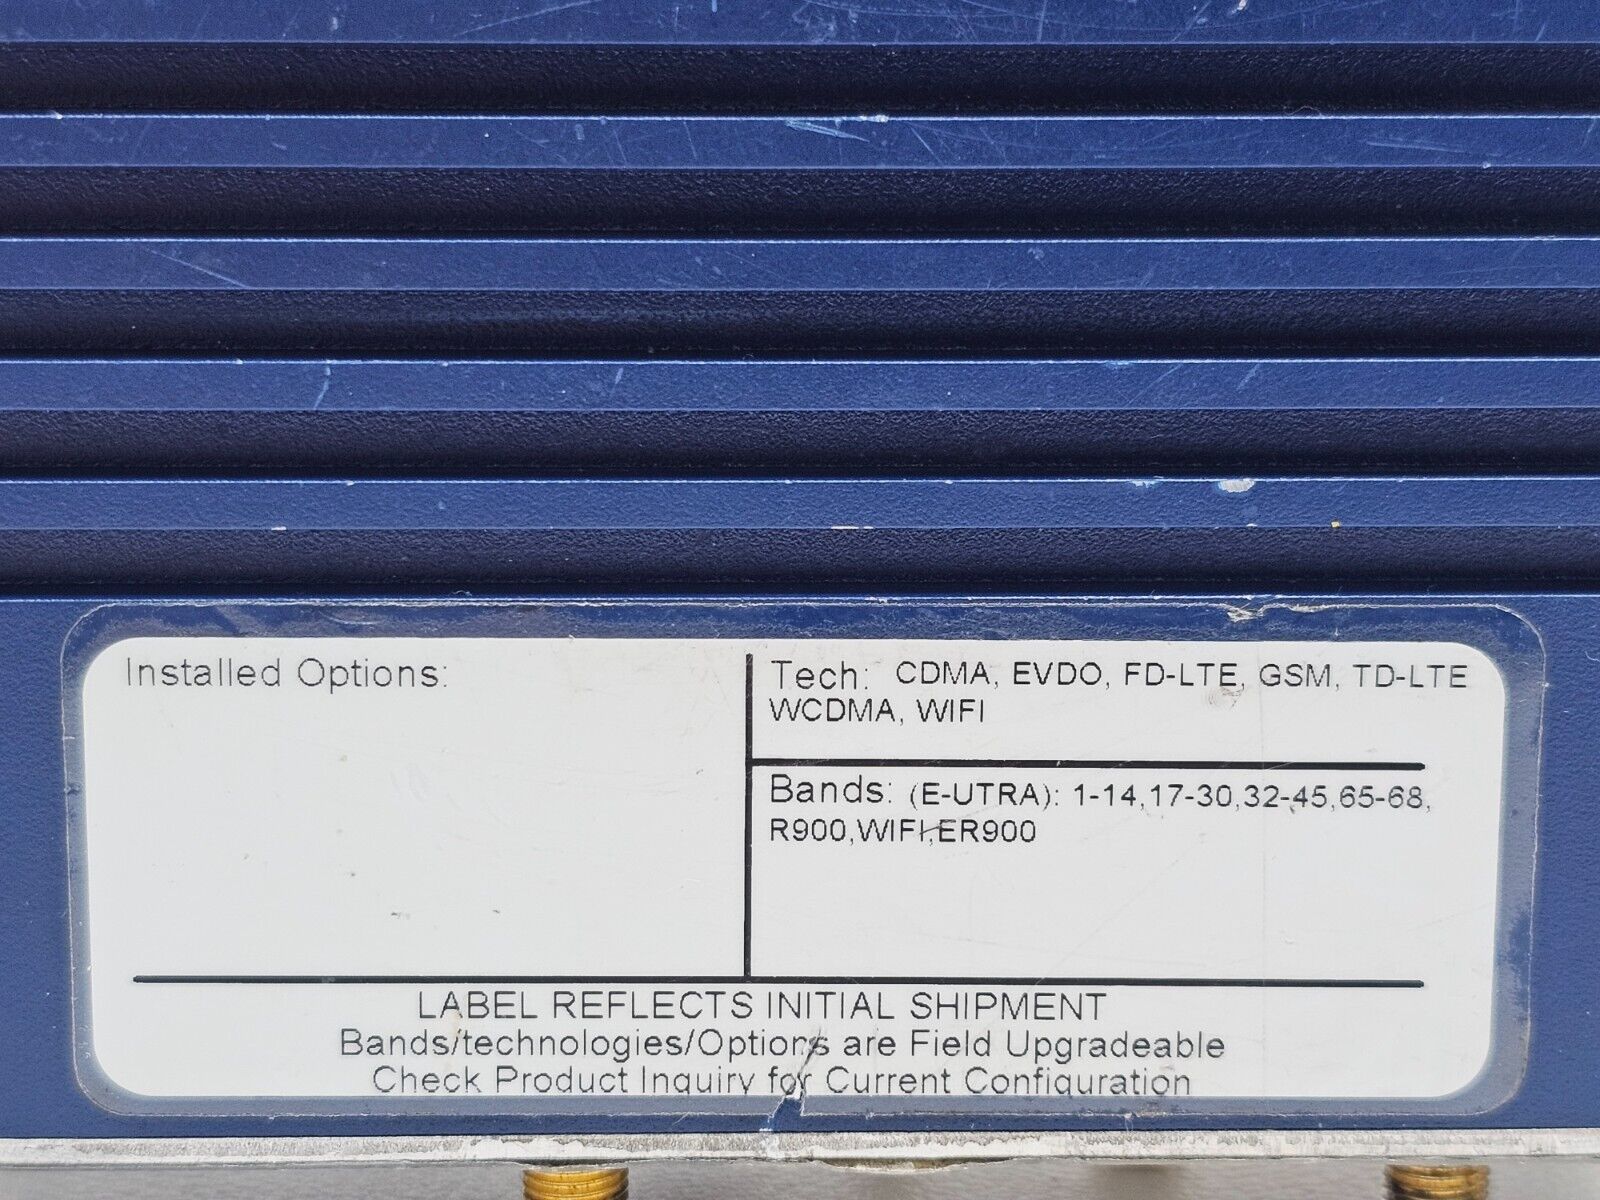 Installed Options:
Tech: CDMA, EVDO, FD-LTE, GSM, TD-LTE
WCDMA, WIFI
Bands: (E-UTRA): 1-14,17-30,32-45,65-68,
R900,WIFI,ER900
LABEL REFLECTS INITIAL SHIPMENT
Bands/technologies/Options are Field Upgradeable
Check Product Inquiry for Current Configuration